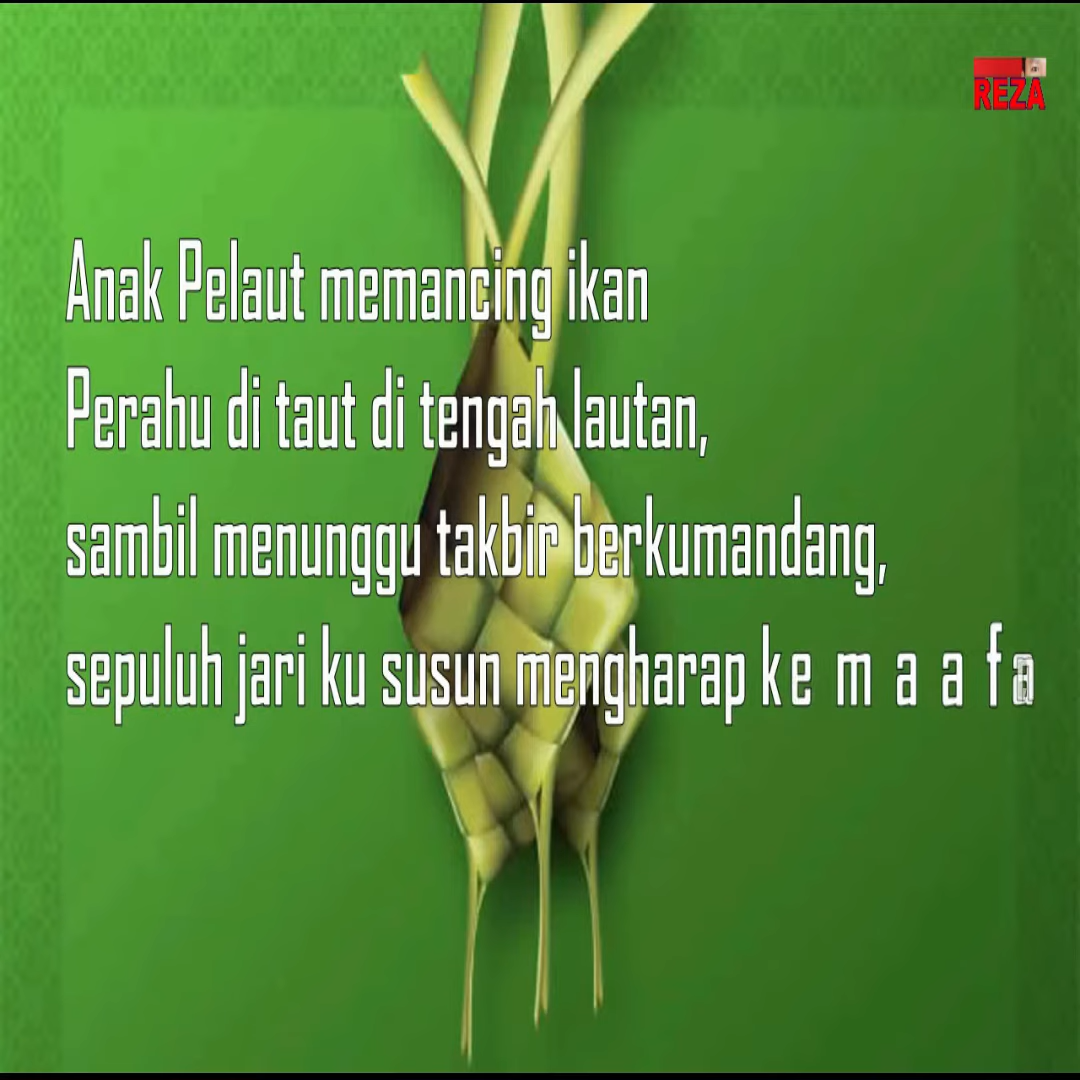 REZA
Anak Pelaut memancing ikan
Perahu di taut di tengah lautan,
sambil menunggu takbir berkumandang,
sepuluh jari ku susun mengharap k e m a a f a